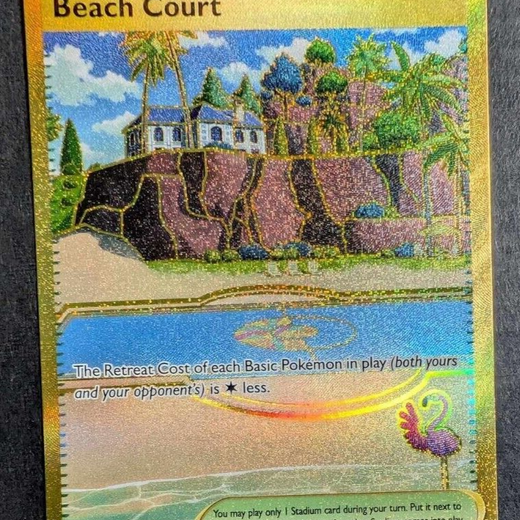 Beach Court
The Retreat Cost of each Basic Pokémon in play (both yours
and your opponent's) is ✶ less.
You may play only 1 Stadium card during your turn. Put it next to